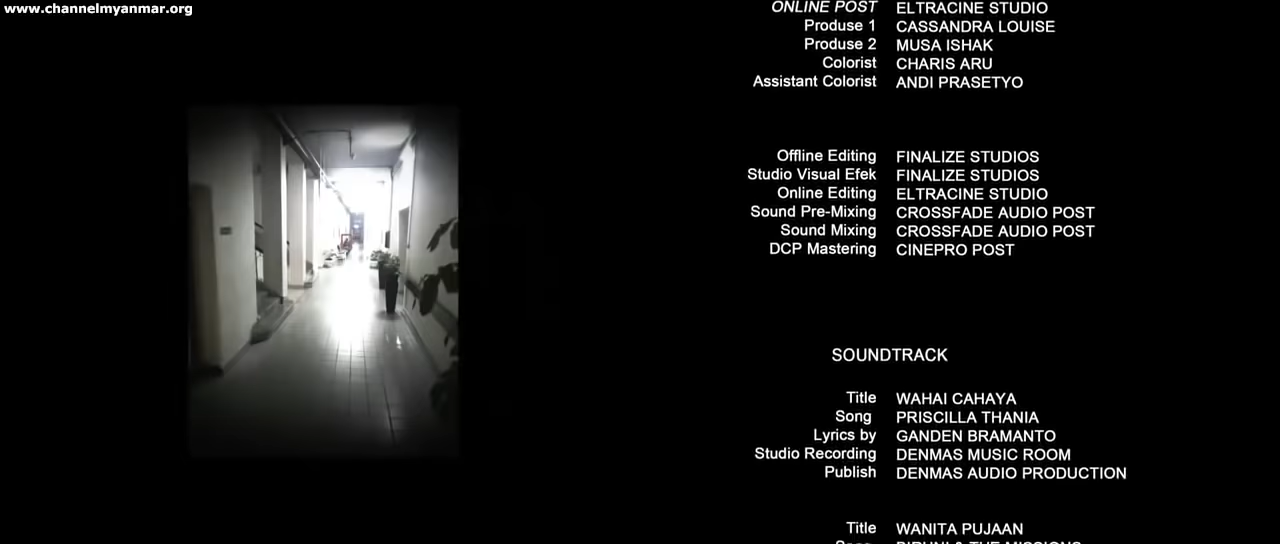 www.channelmyanmar.org
ONLINE POST ELTRACINE STUDIO
Produse 1 CASSANDRA LOUISE
Produse 2 MUSA ISHAK
Colorist CHARIS ARU
Assistant Colorist ANDI PRASETYO
Offline Editing FINALIZE STUDIOS
Studio Visual Efek FINALIZE STUDIOS
Online Editing ELTRACINE STUDIO
Sound Pre-Mixing CROSSFADE AUDIO POST
Sound Mixing CROSSFADE AUDIO POST
DCP Mastering CINEPRO POST
SOUNDTRACK
Title WAHAI CAHAYA
Song PRISCILLA THANIA
Lyrics by GANDEN BRAMANTO
Studio Recording DENMAS MUSIC ROOM
Publish DENMAS AUDIO PRODUCTION
Title WANITA PUJAAN